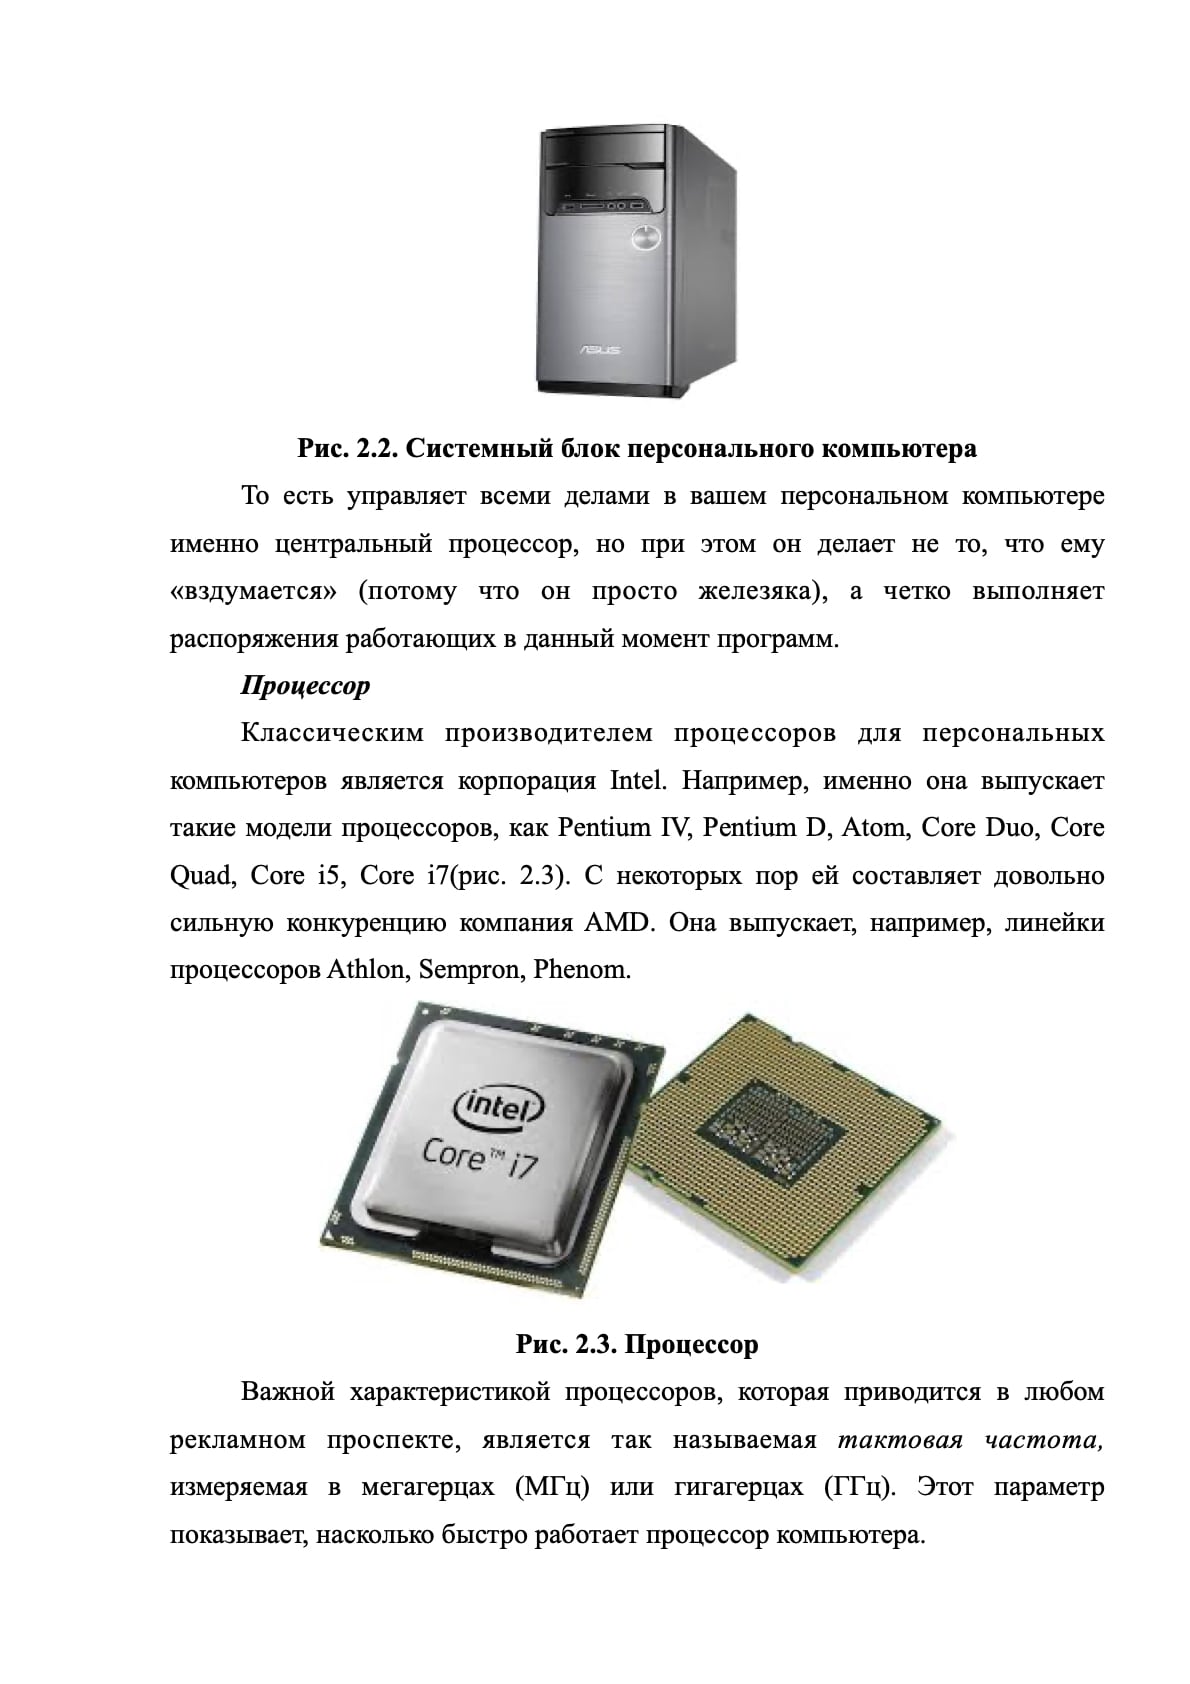 ASUS
Рис. 2.2. Системный блок персонального компьютера
То есть управляет всеми делами в вашем персональном компьютере
именно центральный процессор, но при этом он делает не то, что ему
«вздумается» (потому что он просто железяка), а четко выполняет
распоряжения работающих в данный момент программ.
Процессор
Классическим производителем процессоров для персональных
компьютеров является корпорация Intel. Например, именно она выпускает
такие модели процессоров, как Pentium IV, Pentium D, Atom, Core Duo, Core
Quad, Core i5, Core i7(рис. 2.3). С некоторых пор ей составляет довольно
сильную конкуренцию компания AMD. Она выпускает, например, линейки
процессоров Athlon, Sempron, Phenom.
intel
Core™ i7
Рис. 2.3. Процессор
Важной характеристикой процессоров, которая приводится в любом
рекламном проспекте, является так называемая тактовая частота,
измеряемая в мегагерцах (МГц) или гигагерцах (ГГц). Этот параметр
показывает, насколько быстро работает процессор компьютера.